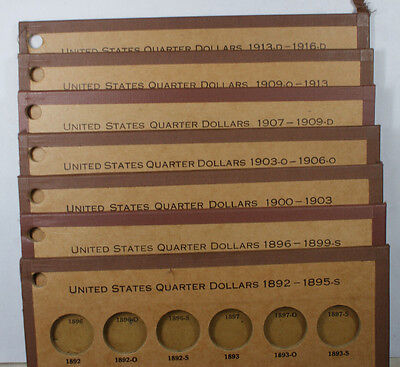 UNITED STATES QUARTER DOLLARS 1913-D – 1916-D
UNITED STATES QUARTER DOLLARS 1909-O – 1913
UNITED STATES QUARTER DOLLARS 1907 – 1909-D
UNITED STATES QUARTER DOLLARS 1903-O – 1906-O
UNITED STATES QUARTER DOLLARS 1900 – 1903
UNITED STATES QUARTER DOLLARS 1896 – 1899-S
UNITED STATES QUARTER DOLLARS 1892 – 1895-S
1896 1896-O 1896-S 1897 1897-O 1897-S
1892 1892-O 1892-S 1893 1893-O 1893-S